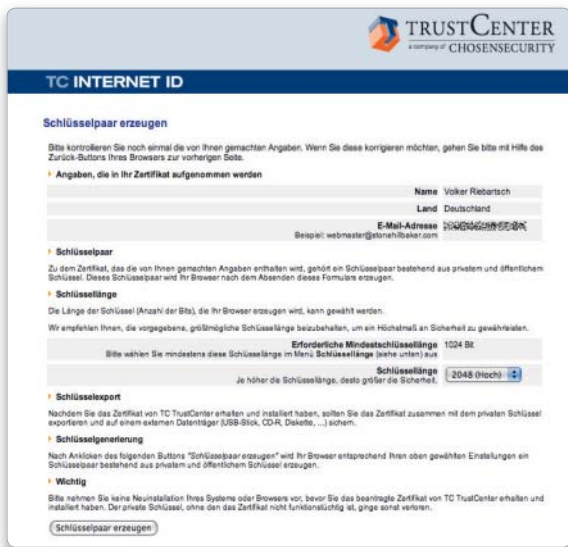 TRUSTCENTER
a company of CHOSENSECURITY
TC INTERNET ID
Schlüsselpaar erzeugen
Bitte kontrollieren Sie noch einmal die von Ihnen gemachten Angaben. Wenn Sie diese korrigieren möchten, gehen Sie bitte mit Hilfe des
Zurück-Buttons Ihres Browsers zur vorherigen Seite.
Angaben, die in Ihr Zertifikat aufgenommen werden
Name Volker Riebartsch
Land Deutschland
E-Mail-Adresse
Beispiel: webmaster@stonehillbaker.com
Schlüsselpaar
Zu dem Zertifikat, das die von Ihnen gemachten Angaben enthalten wird, gehört ein Schlüsselpaar bestehend aus privatem und öffentlichem
Schlüssel. Dieses Schlüsselpaar wird Ihr Browser nach dem Absenden dieses Formulars erzeugen.
Schlüssellänge
Die Länge der Schlüssel (Anzahl der Bits), die Ihr Browser erzeugen wird, kann gewählt werden.
Wir empfehlen Ihnen, die vorgegebene, größtmögliche Schlüssellänge beizubehalten, um ein Höchstmaß an Sicherheit zu gewährleisten.
Erforderliche Mindestschlüssellänge 1024 Bit
Bitte wählen Sie mindestens diese Schlüssellänge im Menü Schlüssellänge (siehe unten) aus
Schlüssellänge 2048 (Hoch)
Je höher die Schlüssellänge, desto größer die Sicherheit.
Schlüsselexport
Nachdem Sie das Zertifikat von TC TrustCenter erhalten und installiert haben, sollten Sie das Zertifikat zusammen mit dem privaten Schlüssel
exportieren und auf einem externen Datenträger (USB-Stick, CD-R, Diskette, ...) sichern.
Schlüsselgenerierung
Nach Anklicken des folgenden Buttons "Schlüsselpaar erzeugen" wird Ihr Browser entsprechend Ihren oben gewählten Einstellungen ein
Schlüsselpaar bestehend aus privatem und öffentlichem Schlüssel erzeugen.
Wichtig
Bitte nehmen Sie keine Neuinstallation Ihres Systems oder Browsers vor, bevor Sie das beantragte Zertifikat von TC TrustCenter erhalten und
installiert haben. Der private Schlüssel, ohne den das Zertifikat nicht funktionstüchtig ist, ginge sonst verloren.
Schlüsselpaar erzeugen